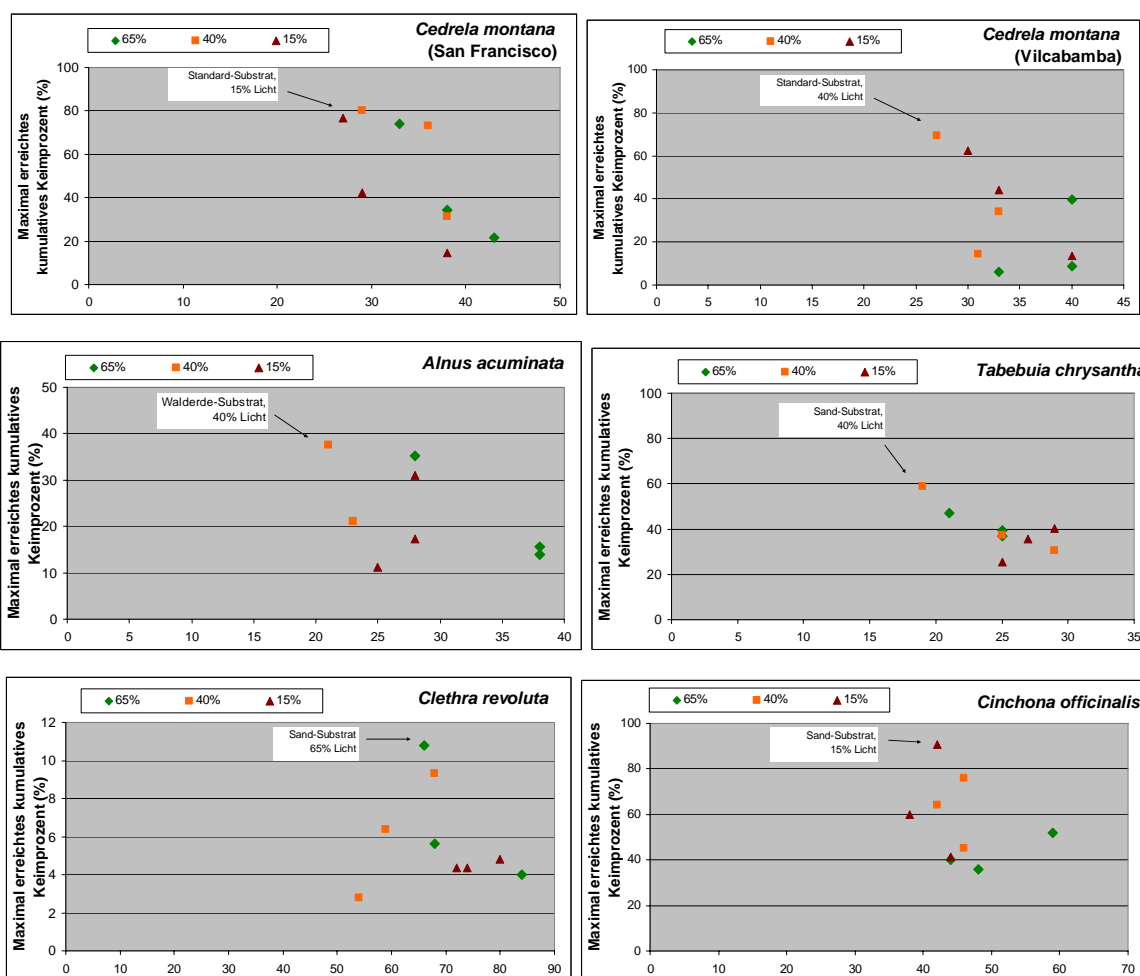 Cedrela montana
(San Francisco)
65% 40% 15%
Standard-Substrat,
15% Licht
Maximal erreichtes
kumulatives Keimprozent (%)
100
80
60
40
20
0
0 10 20 30 40 50
Cedrela montana
(Vilcabamba)
65% 40% 15%
Standard-Substrat,
40% Licht
Maximal erreichtes
kumulatives Keimprozent (%)
100
80
60
40
20
0
0 5 10 15 20 25 30 35 40 45
Alnus acuminata
65% 40% 15%
Walderde-Substrat,
40% Licht
Maximal erreichtes kumulatives
Keimprozent (%)
50
40
30
20
10
0
0 5 10 15 20 25 30 35 40
Tabebuia chrysantha
65% 40% 15%
Sand-Substrat,
40% Licht
Maximal erreichtes kumulatives
Keimprozent (%)
100
80
60
40
20
0
0 5 10 15 20 25 30 35
Clethra revoluta
65% 40% 15%
Sand-Substrat
65% Licht
Maximal erreichtes kumulatives
Keimprozent (%)
12
10
8
6
4
2
0
0 10 20 30 40 50 60 70 80 90
Cinchona officinalis
65% 40% 15%
Sand-Substrat,
15% Licht
Maximal erreichtes kumulatives
Keimprozent (%)
100
80
60
40
20
0
0 10 20 30 40 50 60 70